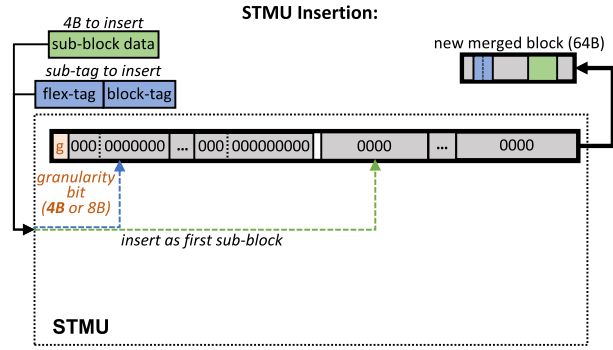 STMU Insertion:
4B to insert
sub-block data
sub-tag to insert
flex-tag block-tag
new merged block (64B)
g 000 0000000 ... 000 000000000 0000 ... 0000
granularity
bit
(4B or 8B)
insert as first sub-block
STMU